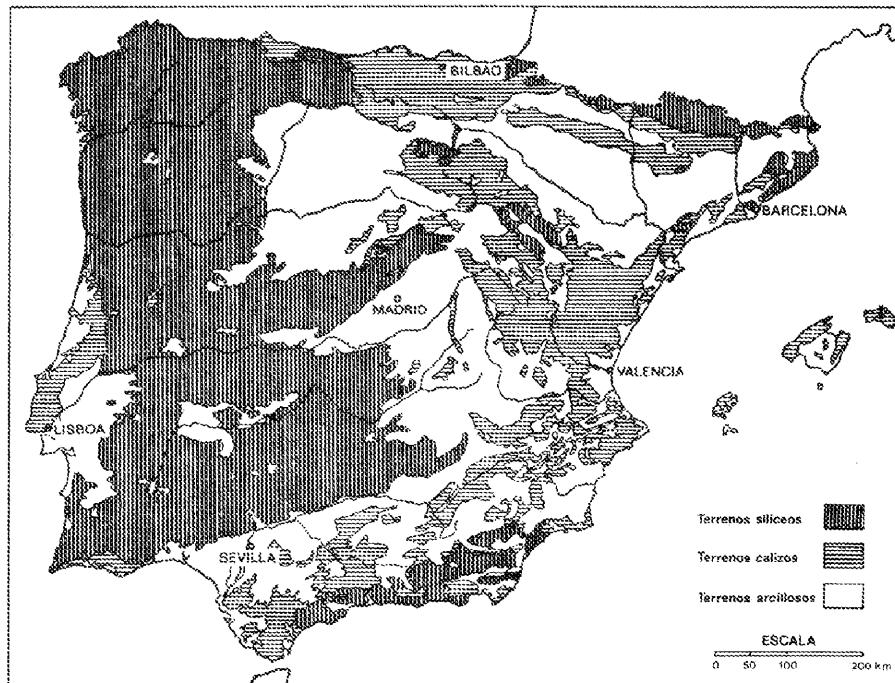 BILBAO
BARCELONA
MADRID
VALENCIA
LISBOA
SEVILLA
Terrenos silíceos
Terrenos calizos
Terrenos arcillosos
ESCALA
0 50 100 200 km